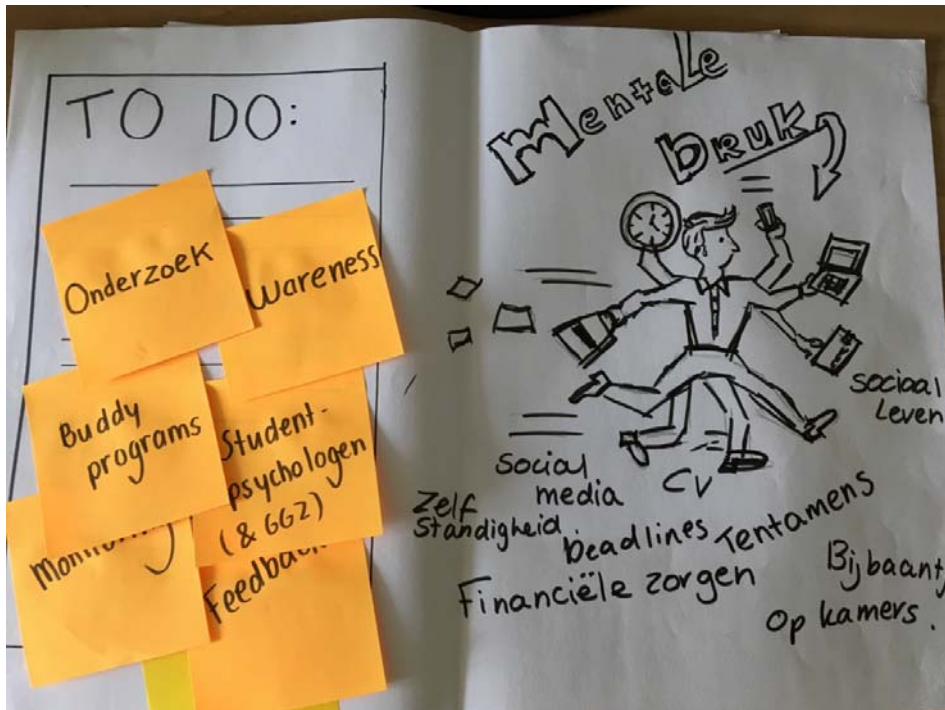 TO DO:
Onderzoek
Wareness
Buddy
programs
Student-
psychologen
(& GGZ)
Feedback
Mentale
Druk
Sociaal
Leven
Social
media
CV
Zelf
Standigheid.
Deadlines
Tentamens
Financiële zorgen
Bijbaant
Op kamers.